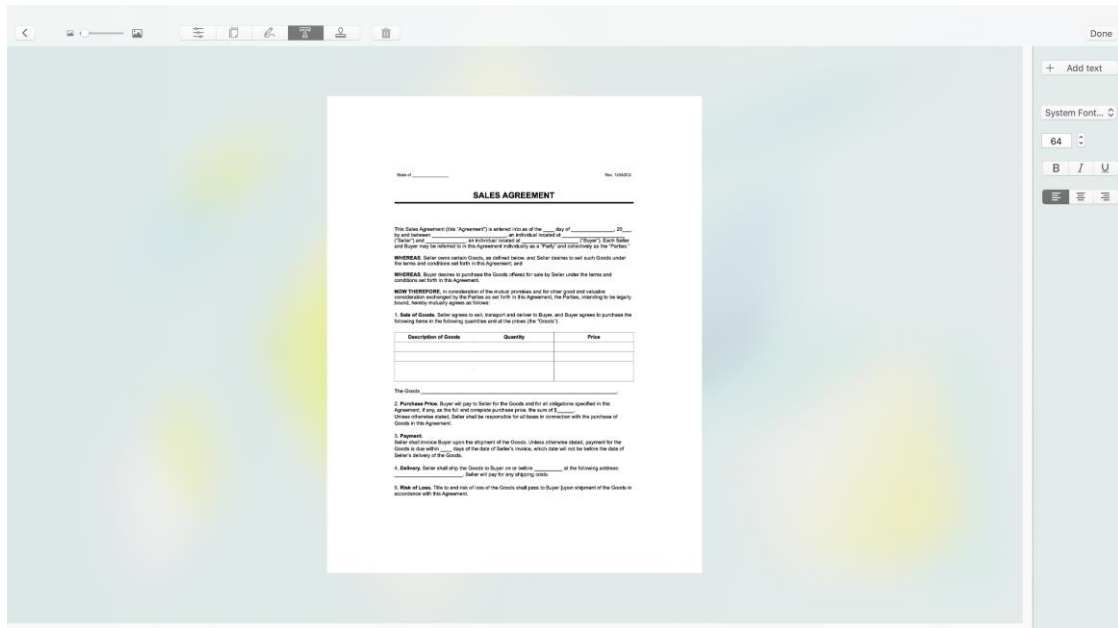 Done
+ Add text
System Font...
64
B I U
State of ______________
SALES AGREEMENT
This Sales Agreement (this "Agreement") is entered into as of the ____ day of ________________, 20___,
by and between ____________________________, an individual located at __________________________
("Seller") and _______________, an individual located at _____________________ ("Buyer"). Each Seller
and Buyer may be referred to in this Agreement individually as a "Party" and collectively as the "Parties."
WHEREAS, Seller owns certain Goods, as defined below, and Seller desires to sell such Goods under
the terms and conditions set forth in this Agreement; and
WHEREAS, Buyer desires to purchase the Goods offered for sale by Seller under the terms and
conditions set forth in this Agreement.
NOW THEREFORE, in consideration of the mutual promises and for other good and valuable
consideration exchanged by the Parties as set forth in this Agreement, the Parties, intending to be legally
bound, hereby mutually agrees as follows:
1. Sale of Goods. Seller agrees to sell, transport and deliver to Buyer, and Buyer agrees to purchase the
following items in the following quantities and at the prices (the "Goods"):
Description of Goods Quantity Price
The Goods ______________________________________________.
2. Purchase Price. Buyer will pay to Seller for the Goods and for all obligations specified in this
Agreement, if any, as the full and complete purchase price, the sum of $______.
Unless otherwise stated, Seller shall be responsible for all taxes in connection with the purchase of
Goods in this Agreement.
3. Payment.
Seller shall invoice Buyer upon the shipment of the Goods. Unless otherwise stated, payment for the
Goods is due within ____ days of the date of Seller's invoice, which date will not be before the date of
Seller's delivery of the Goods.
4. Delivery. Seller shall ship the Goods to Buyer on or before __________ at the following address:
__________________________. Seller will pay for any shipping costs
5. Risk of Loss. Title to and risk of loss of the Goods shall pass to Buyer [upon shipment of the Goods in
accordance with this Agreement.